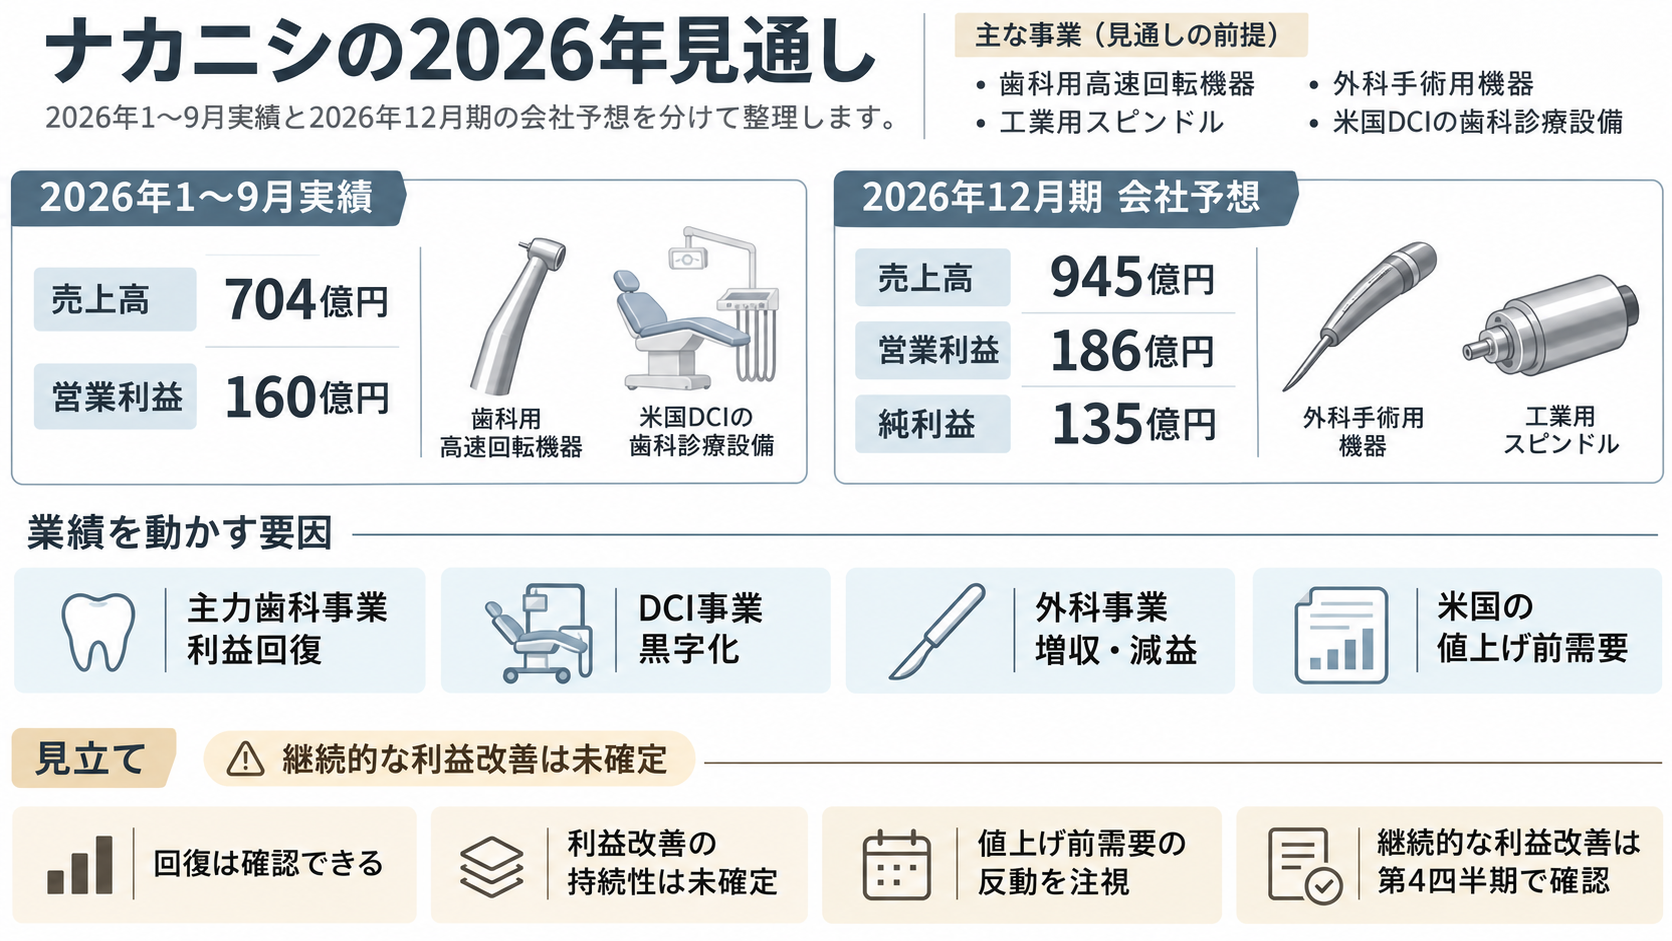 ナカニシの2026年見通し
2026年1〜9月実績と2026年12月期の会社予想を分けて整理します。
主な事業（見通しの前提）
• 歯科用高速回転機器
• 外科手術用機器
• 工業用スピンドル
• 米国DCIの歯科診療設備
2026年1〜9月実績
売上高
704億円
営業利益
160億円
歯科用
高速回転機器
米国DCIの
歯科診療設備
2026年12月期 会社予想
売上高
945億円
営業利益
186億円
純利益
135億円
外科手術用
機器
工業用
スピンドル
業績を動かす要因
主力歯科事業
利益回復
DCI事業
黒字化
外科事業
増収・減益
米国の
値上げ前需要
見立て
継続的な利益改善は未確定
回復は確認できる
利益改善の
持続性は未確定
値上げ前需要の
反動を注視
継続的な利益改善は
第4四半期で確認